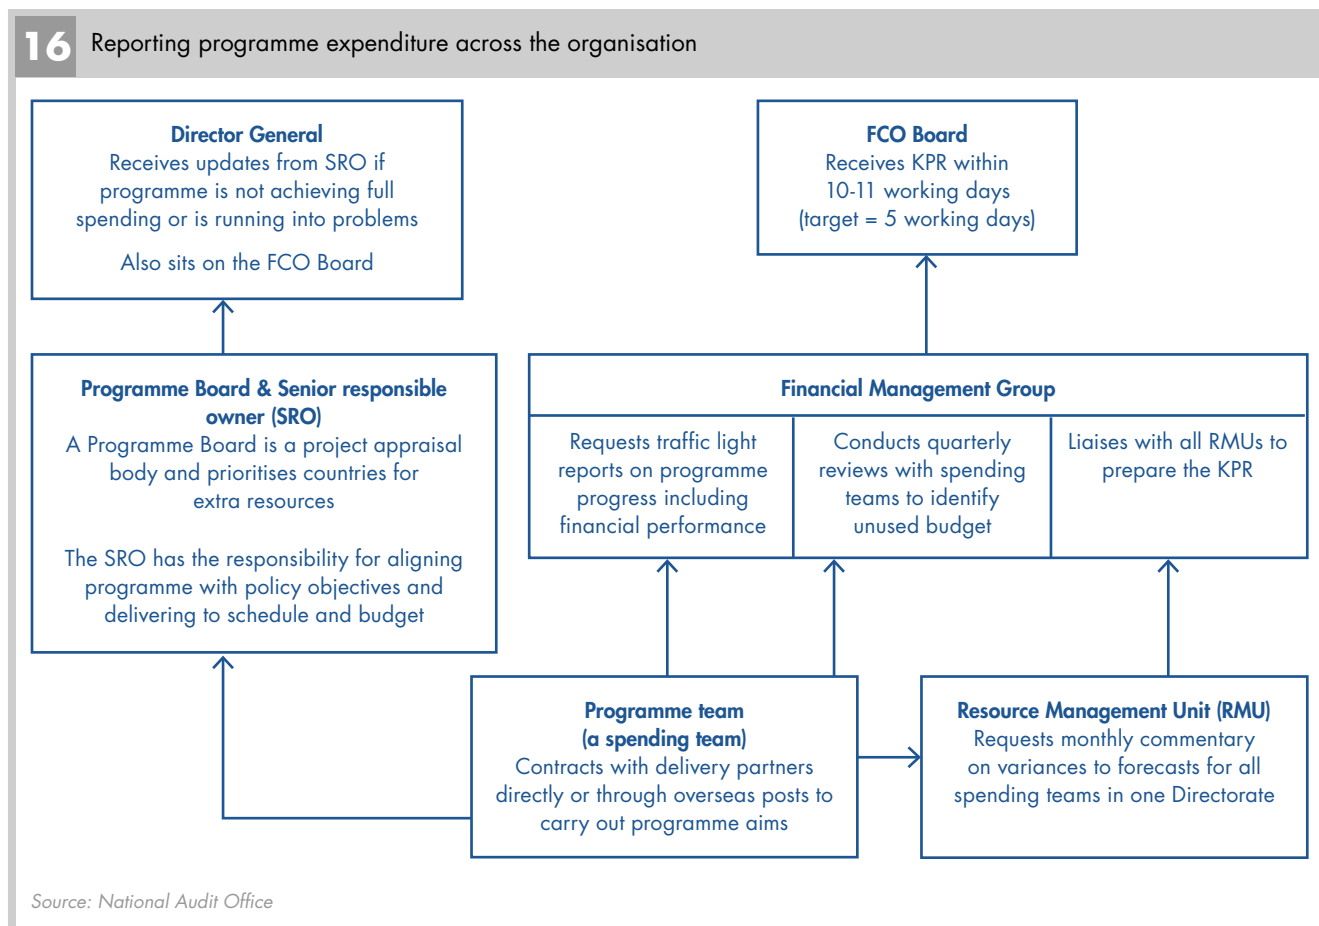 16 Reporting programme expenditure across the organisation
Director General
Receives updates from SRO if
programme is not achieving full
spending or is running into problems
Also sits on the FCO Board
FCO Board
Receives KPR within
10-11 working days
(target = 5 working days)
Programme Board & Senior responsible
owner (SRO)
A Programme Board is a project appraisal
body and prioritises countries for
extra resources
The SRO has the responsibility for aligning
programme with policy objectives and
delivering to schedule and budget
Financial Management Group
Requests traffic light
reports on programme
progress including
financial performance
Conducts quarterly
reviews with spending
teams to identify
unused budget
Liaises with all RMUs to
prepare the KPR
Programme team
(a spending team)
Contracts with delivery partners
directly or through overseas posts to
carry out programme aims
Resource Management Unit (RMU)
Requests monthly commentary
on variances to forecasts for all
spending teams in one Directorate
Source: National Audit Office